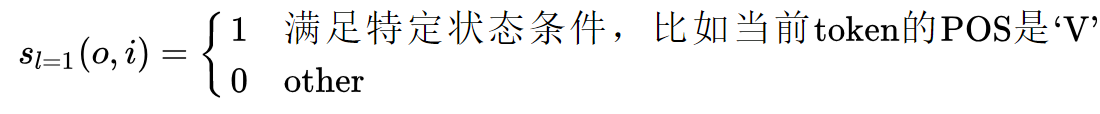 s_{l=1}(o, i) = { 1 满足特定状态条件，比如当前token的POS是‘V’
0 other